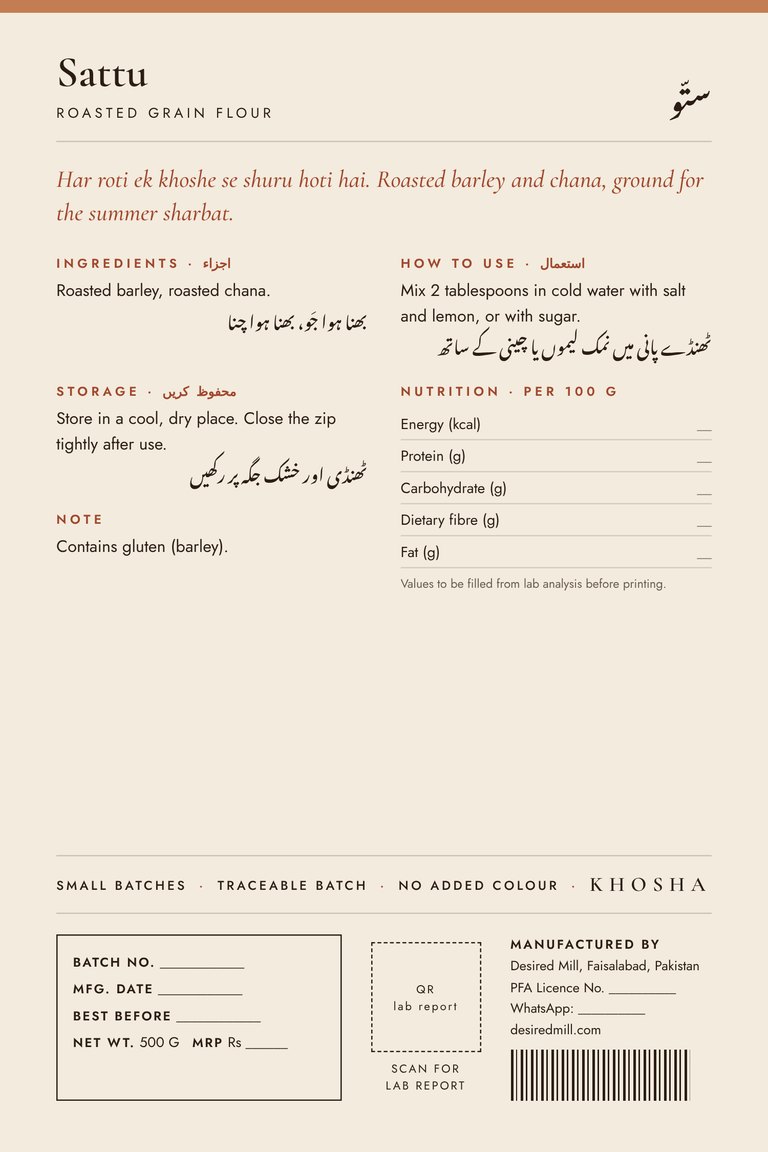 Sattu
ROASTED GRAIN FLOUR
ستّو
Har roti ek khoshe se shuru hoti hai. Roasted barley and chana, ground for
the summer sharbat.
INGREDIENTS · اجزاء
Roasted barley, roasted chana.
بھنا ہوا جَو، بھنا ہوا چنا
HOW TO USE · استعمال
Mix 2 tablespoons in cold water with salt
and lemon, or with sugar.
ٹھنڈے پانی میں نمک لیموں یا چینی کے ساتھ
STORAGE · محفوظ کریں
Store in a cool, dry place. Close the zip
tightly after use.
ٹھنڈی اور خشک جگہ پر رکھیں
NOTE
Contains gluten (barley).
NUTRITION · PER 100 G
Energy (kcal) __
Protein (g) __
Carbohydrate (g) __
Dietary fibre (g) __
Fat (g) __
Values to be filled from lab analysis before printing.
SMALL BATCHES · TRACEABLE BATCH · NO ADDED COLOUR · KHOSHA
BATCH NO. __________
MFG. DATE __________
BEST BEFORE __________
NET WT. 500 G MRP Rs _____
QR
lab report
SCAN FOR
LAB REPORT
MANUFACTURED BY
Desired Mill, Faisalabad, Pakistan
PFA Licence No. ________
WhatsApp: ________
desiredmill.com